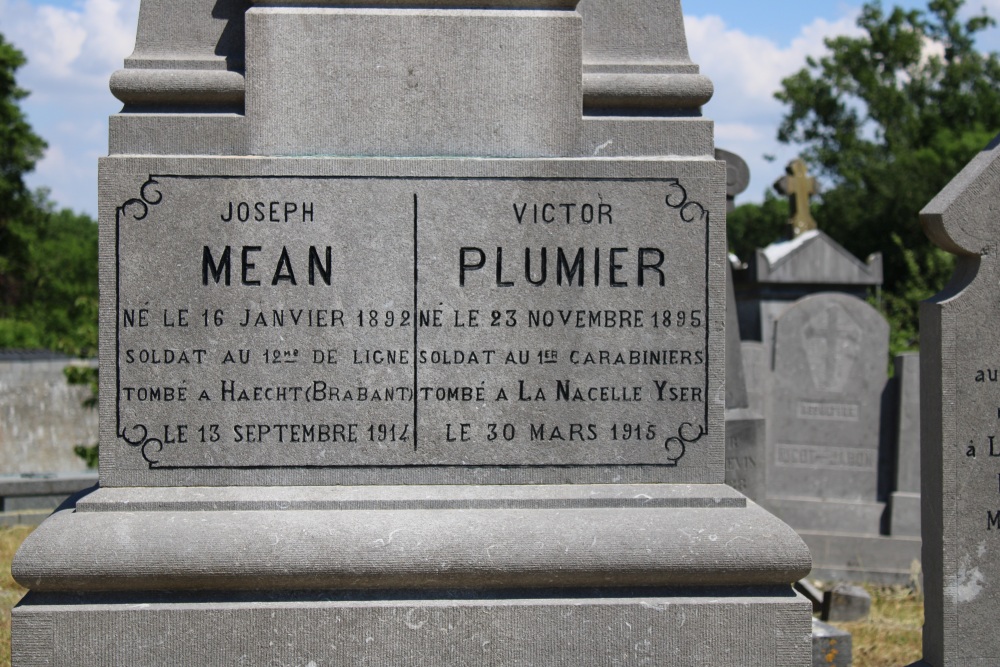 JOSEPH
MEAN
NÉ LE 16 JANVIER 1892
SOLDAT AU 12ME DE LIGNE
TOMBÉ A HAECHT (BRABANT)
LE 13 SEPTEMBRE 1914
VICTOR
PLUMIER
NÉ LE 23 NOVEMBRE 1895
SOLDAT AU 1ER CARABINIERS
TOMBÉ A LA NACELLE YSER
LE 30 MARS 1915
au
à L
M